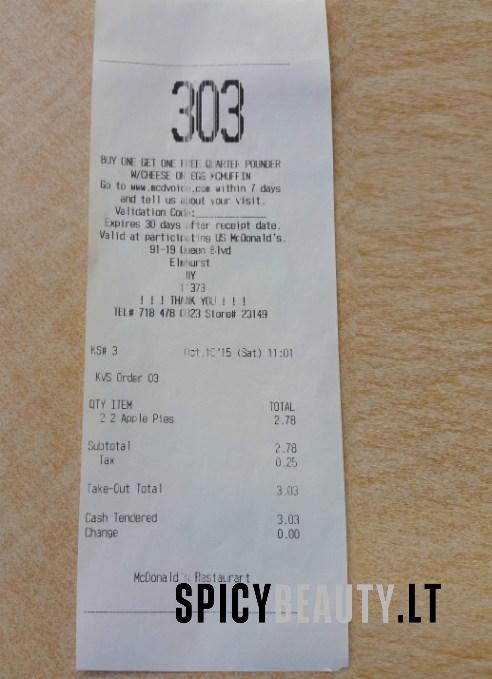 303
BUY ONE GET ONE FREE QUARTER POUNDER
W/CHEESE OR EGG MCMUFFIN
Go to www.mcdvoice.com within 7 days
and tell us about your visit.
Validation Code:____________
Expires 30 days after receipt date.
Valid at participating US McDonald's.
91-19 Queen Blvd
Elmhurst
NY
11373
! ! ! THANK YOU ! ! !
TEL# 718 478 0023 Store# 23149
KS# 3 Oct.10'15 (Sat) 11:01
KVS Order 03
QTY ITEM TOTAL
2 2 Apple Pies 2.78
Subtotal 2.78
Tax 0.25
Take-Out Total 3.03
Cash Tendered 3.03
Change 0.00
McDonald's Restaurant
SPICYBEAUTY.LT